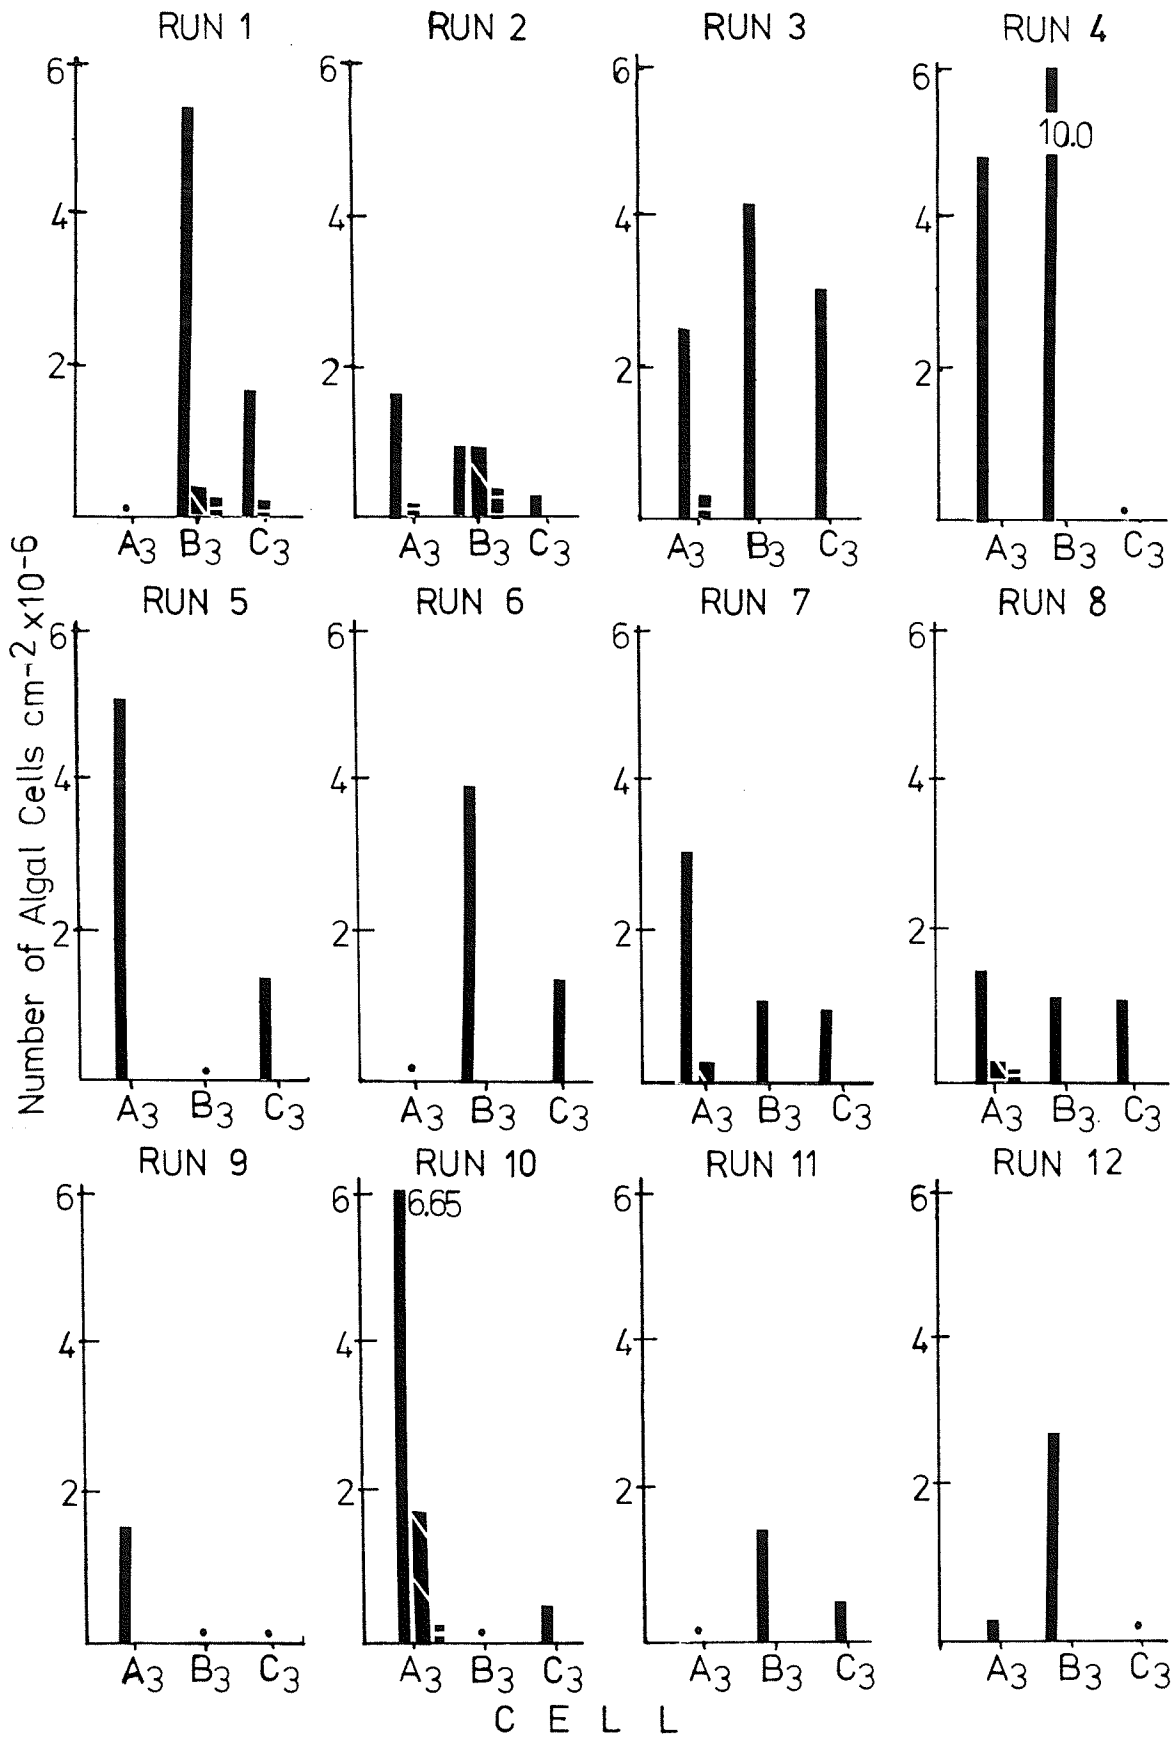 RUN 1 RUN 2 RUN 3 RUN 4
6 6 6 6
10.0
4 4 4 4
2 2 2 2
A3 B3 C3 A3 B3 C3 A3 B3 C3 A3 B3 C3
Number of Algal Cells cm-2 x10-6
RUN 5 RUN 6 RUN 7 RUN 8
6 6 6 6
4 4 4 4
2 2 2 2
A3 B3 C3 A3 B3 C3 A3 B3 C3 A3 B3 C3
RUN 9 RUN 10 RUN 11 RUN 12
6 6 6.65 6 6
4 4 4 4
2 2 2 2
A3 B3 C3 A3 B3 C3 A3 B3 C3 A3 B3 C3
C E L L